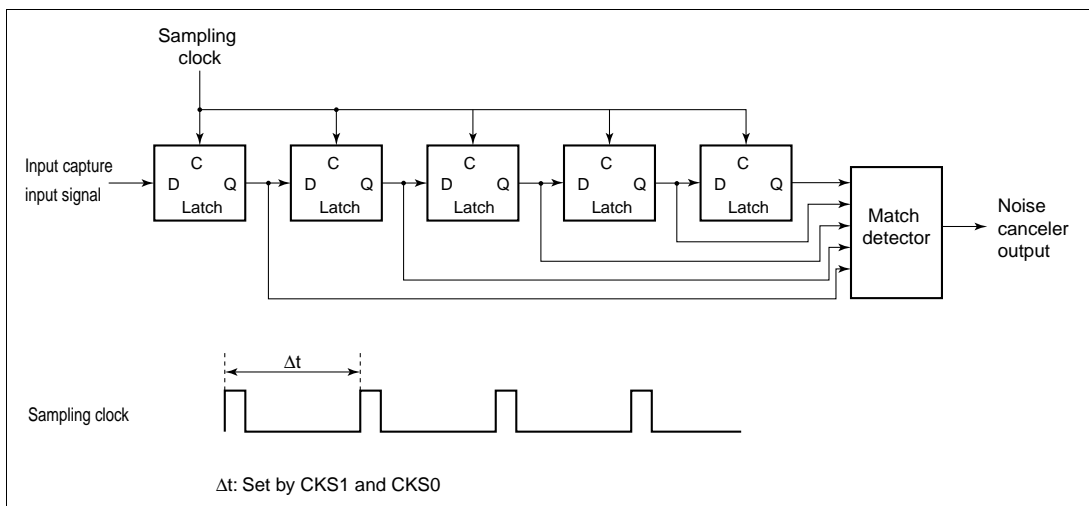 Sampling
clock
Input capture
input signal
C
D Q
Latch
C
D Q
Latch
C
D Q
Latch
C
D Q
Latch
C
D Q
Latch
Match
detector
Noise
canceler
output
Δt
Sampling clock
Δt: Set by CKS1 and CKS0